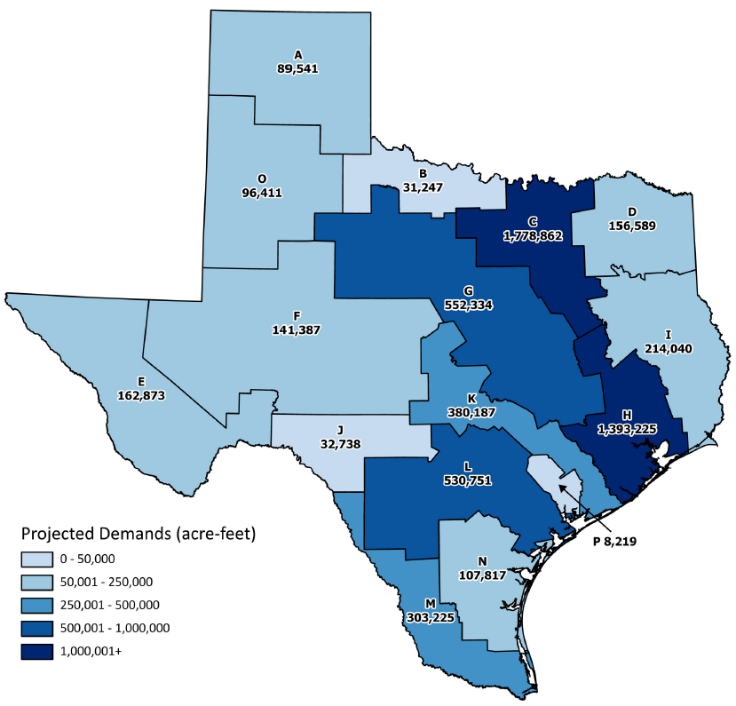 A
89,541
B
31,247
O
96,411
D
156,589
C
1,778,862
G
552,334
F
141,387
I
214,040
E
162,873
K
380,187
H
1,393,225
J
32,738
L
530,751
P 8,219
N
107,817
M
303,225
Projected Demands (acre-feet)
0 - 50,000
50,001 - 250,000
250,001 - 500,000
500,001 - 1,000,000
1,000,001+